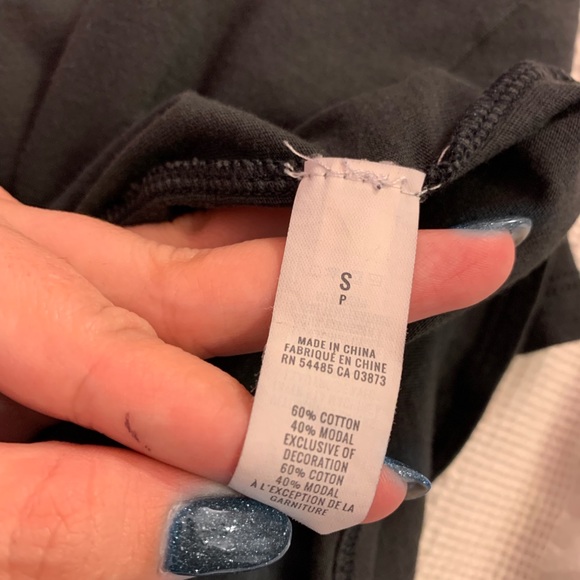 S
P
MADE IN CHINA
FABRIQUÉ EN CHINE
RN 54485 CA 03873
60% COTTON
40% MODAL
EXCLUSIVE OF
DECORATION
60% COTON
40% MODAL
À L'EXCEPTION DE LA
GARNITURE